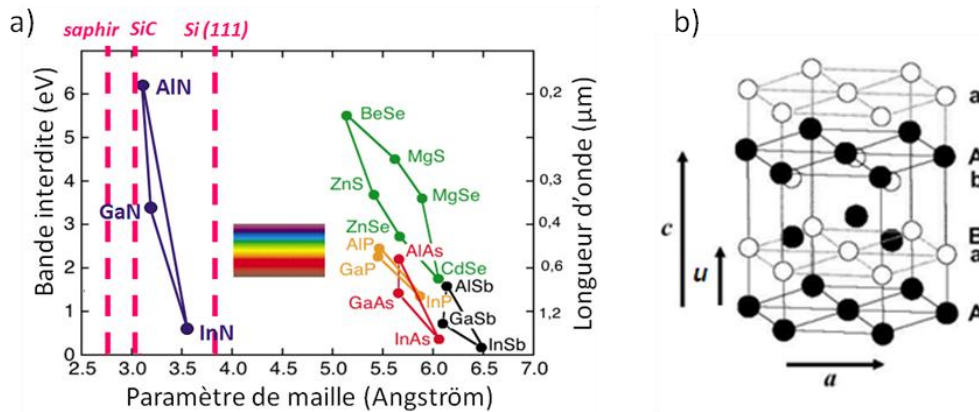 a)
saphir SiC Si (111)
b)
Bande interdite (eV)
6
5
4
3
2
1
0
2.5 3.0 3.5 4.0 4.5 5.0 5.5 6.0 6.5 7.0
Paramètre de maille (Angström)
0,2
0,3
0,4
0,6
1,2
Longueur d'onde (µm)
AlN
GaN
InN
BeSe
MgS
ZnS
MgSe
ZnSe
AlP
AlAs
GaP
CdSe
AlSb
InP
GaAs
GaSb
InAs
InSb
a
A
b
c
B
a
u
A
a